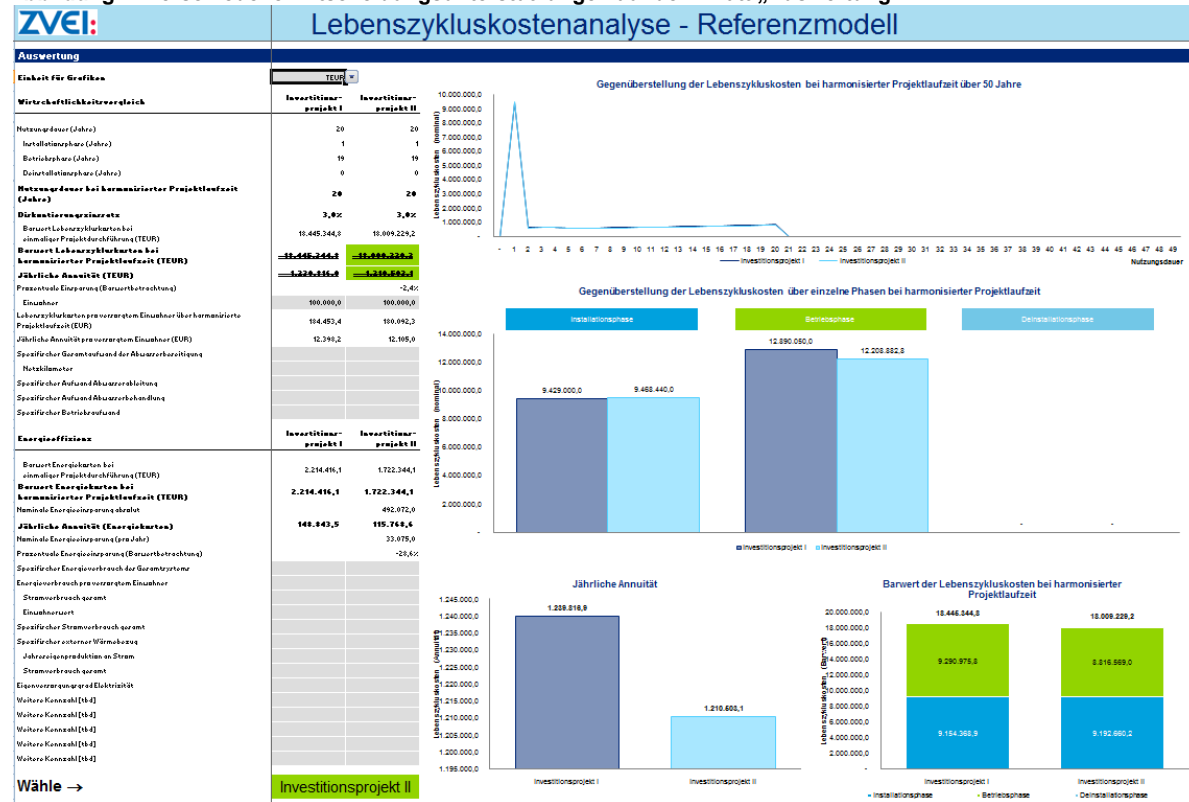 ZVEI:
Lebenszykluskostenanalyse - Referenzmodell
Auswertung
Einheit für Grafiken TEUR
Wirtschaftlichkeitsvergleich Investitions-projekt I Investitions-projekt II
Nutzungsdauer (Jahre) 20 20
Installationsphase (Jahre) 1 1
Betriebsphase (Jahre) 19 19
Deinstallationsphase (Jahre) 0 0
Nutzungsdauer bei harmonisierter Projektlaufzeit
(Jahre) 20 20
Diskontierungszinssatz 3,0% 3,0%
Barwert Lebenszykluskosten bei
einmaliger Projektdurchführung (TEUR) 18.445.344,8 18.009.229,2
Barwert Lebenszykluskosten bei
harmonisierter Projektlaufzeit (TEUR) 18.445.344,8 18.009.229,2
Jährliche Annuität (TEUR) 1.239.816,9 1.210.503,1
Prozentuale Einsparung (Barwertbetrachtung) -2,4%
Einwohner 100.000,0 100.000,0
Lebenszykluskosten pro versorgtem Einwohner über harmonisierte
Projektlaufzeit (EUR) 184.453,4 180.092,3
Jährliche Annuität pro versorgtem Einwohner (EUR) 12.398,2 12.105,0
Spezifischer Gesamtaufwand der Abwasserbeseitigung
Netzkilometer
Spezifischer Aufwand Abwasserableitung
Spezifischer Aufwand Abwasserbehandlung
Spezifischer Betriebsaufwand
Energieeffizienz Investitions-projekt I Investitions-projekt II
Barwert Energiekosten bei
einmaliger Projektdurchführung (TEUR) 2.214.416,1 1.722.344,1
Barwert Energiekosten bei
harmonisierter Projektlaufzeit (TEUR) 2.214.416,1 1.722.344,1
Nominale Energieeinsparung absolut 492.072,0
Jährliche Annuität (Energiekosten) 148.843,5 115.768,6
Nominale Energieeinsparung (pro Jahr) 33.075,0
Prozentuale Energieeinsparung (Barwertbetrachtung) -28,6%
Spezifischer Energieverbrauch des Gesamtsystems
Energieverbrauch pro versorgtem Einwohner
Stromverbrauch gesamt
Einwohnerwert
Spezifischer Stromverbrauch gesamt
Spezifischer externer Wärmebezug
Jahreseigenproduktion an Strom
Stromverbrauch gesamt
Eigenversorgungsgrad Elektrizität
Weitere Kennzahl [tbd]
Weitere Kennzahl [tbd]
Weitere Kennzahl [tbd]
Weitere Kennzahl [tbd]
Weitere Kennzahl [tbd]
Wähle → Investitionsprojekt II
Gegenüberstellung der Lebenszykluskosten bei harmonisierter Projektlaufzeit über 50 Jahre
Lebenszykluskosten (nominal)
10.000.000,0
9.000.000,0
8.000.000,0
7.000.000,0
6.000.000,0
5.000.000,0
4.000.000,0
3.000.000,0
2.000.000,0
1.000.000,0
-
- 1 2 3 4 5 6 7 8 9 10 11 12 13 14 15 16 17 18 19 20 21 22 23 24 25 26 27 28 29 30 31 32 33 34 35 36 37 38 39 40 41 42 43 44 45 46 47 48 49
Investitionsprojekt I Investitionsprojekt II Nutzungsdauer
Gegenüberstellung der Lebenszykluskosten über einzelne Phasen bei harmonisierter Projektlaufzeit
Installationsphase Betriebsphase Deinstallationsphase
Lebenszykluskosten (nominal)
14.000.000,0
12.000.000,0
10.000.000,0
8.000.000,0
4.000.000,0
2.000.000,0
-
9.429.000,0 9.468.440,0 12.890.050,0 12.208.882,8 - -
Investitionsprojekt I Investitionsprojekt II
Jährliche Annuität
Lebenszykluskosten (Annuität)
1.245.000,0
1.240.000,0
1.235.000,0
1.230.000,0
1.225.000,0
1.220.000,0
1.215.000,0
1.210.000,0
1.205.000,0
1.200.000,0
1.195.000,0
1.239.816,9 1.210.503,1
Investitionsprojekt I Investitionsprojekt II
Barwert der Lebenszykluskosten bei harmonisierter
Projektlaufzeit
Lebenszykluskosten (Barwert)
20.000.000,0
18.000.000,0
14.000.000,0
10.000.000,0
8.000.000,0
6.000.000,0
4.000.000,0
2.000.000,0
-
18.445.344,8 18.009.229,2
9.290.975,8 8.816.569,0
9.154.368,9 9.192.660,2
Investitionsprojekt I Investitionsprojekt II
Installationsphase Betriebsphase Deinstallationsphase